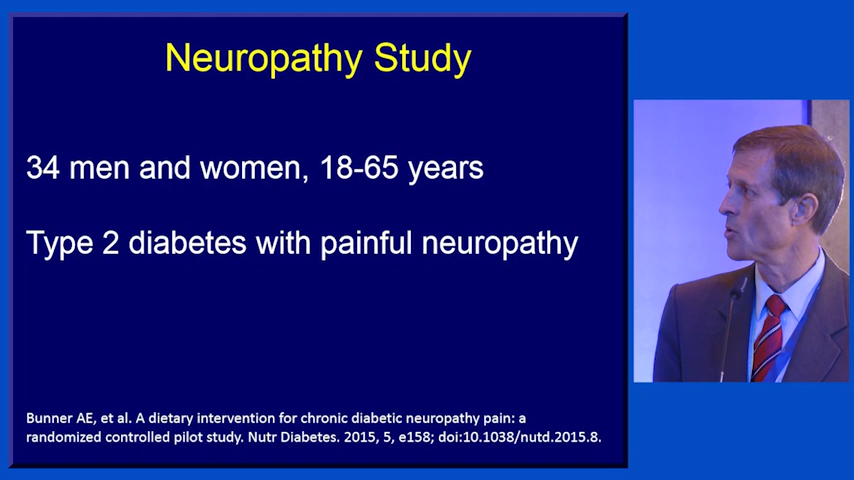 Neuropathy Study
34 men and women, 18-65 years
Type 2 diabetes with painful neuropathy
Bunner AE, et al. A dietary intervention for chronic diabetic neuropathy pain: a
randomized controlled pilot study. Nutr Diabetes. 2015, 5, e158; doi:10.1038/nutd.2015.8.